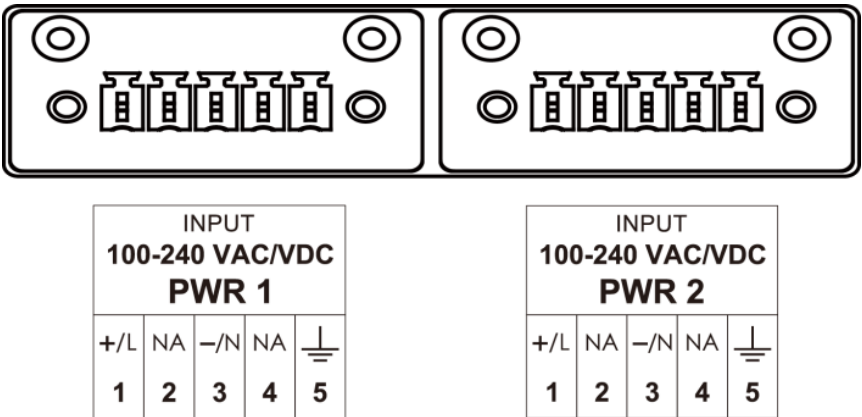 INPUT
100-240 VAC/VDC
PWR 1
+/L NA –/N NA
1 2 3 4 5
INPUT
100-240 VAC/VDC
PWR 2
+/L NA –/N NA
1 2 3 4 5